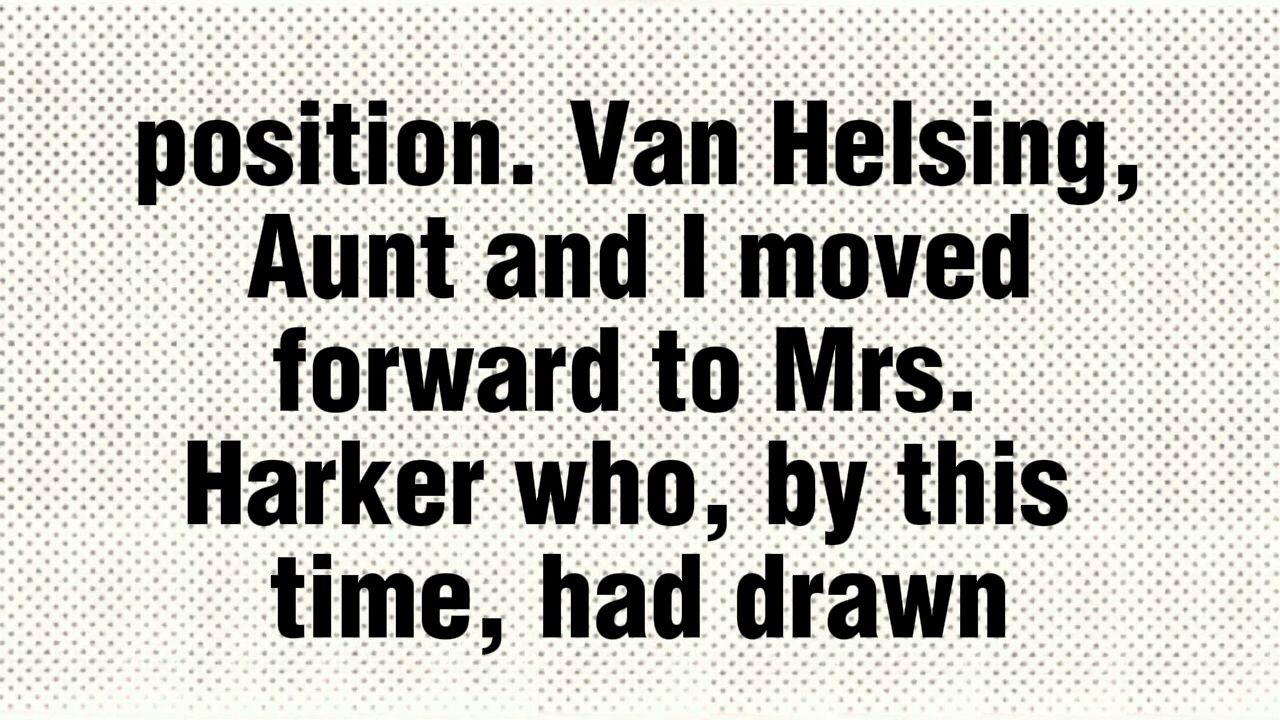 position. Van Helsing,
Aunt and I moved
forward to Mrs.
Harker who, by this
time, had drawn